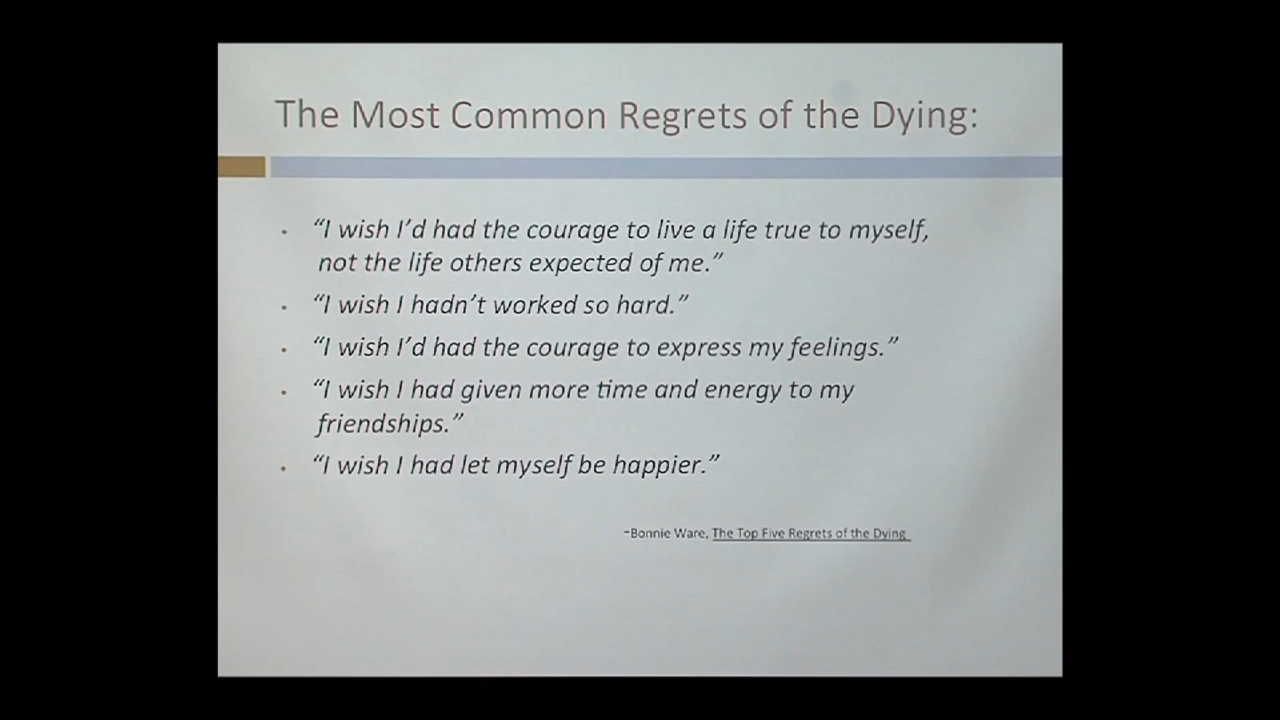 The Most Common Regrets of the Dying:
• “I wish I’d had the courage to live a life true to myself,
not the life others expected of me.”
• “I wish I hadn’t worked so hard.”
• “I wish I’d had the courage to express my feelings.”
• “I wish I had given more time and energy to my
friendships.”
• “I wish I had let myself be happier.”
–Bonnie Ware, The Top Five Regrets of the Dying